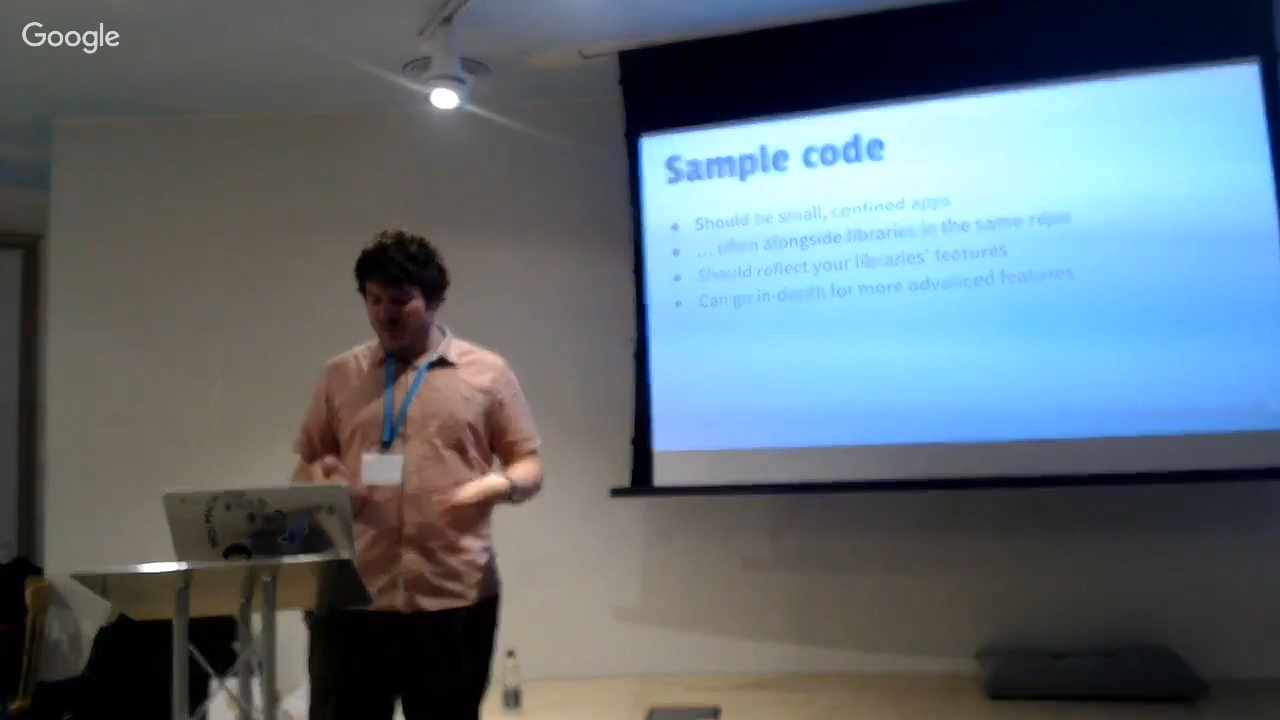 Google
Sample code
Should be small, confined apps
... often alongside libraries in the same repo
Should reflect your libraries' features
Can go in-depth for more advanced features